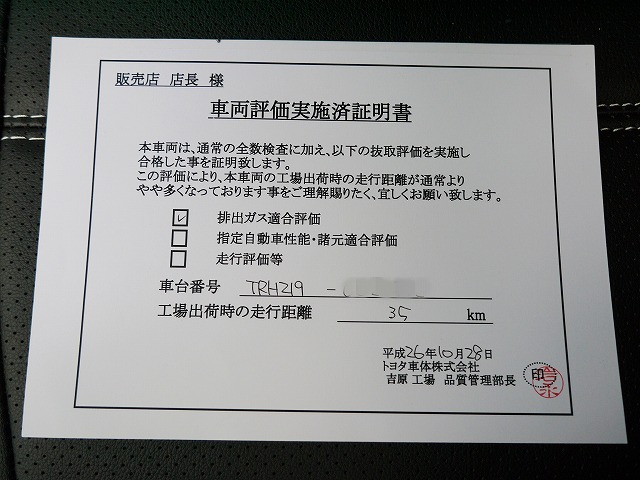 販売店 店長 様
車両評価実施済証明書
本車両は、通常の全数検査に加え、以下の抜取評価を実施し
合格した事を証明致します。
この評価により、本車両の工場出荷時の走行距離が通常より
やや多くなっております事をご理解賜りたく、宜しくお願い致します。
排出ガス適合評価
指定自動車性能・諸元適合評価
走行評価等
車台番号 TRH219 -
工場出荷時の走行距離 35 km
平成26年10月28日
トヨタ車体株式会社
吉原 工場 品質管理部長 印